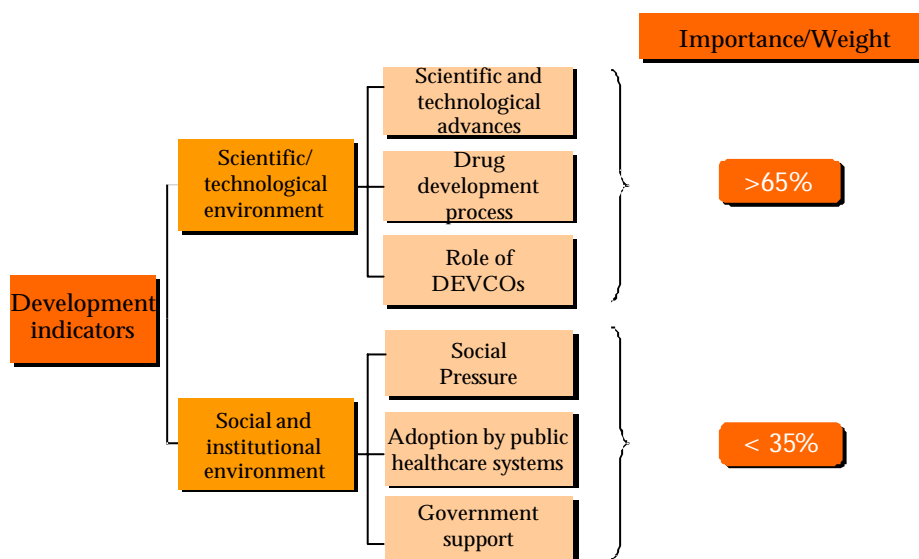 Importance/Weight
Scientific and
technological
advances
Scientific/
technological
environment
Drug
development
process
>65%
Role of
DEVCOs
Development
indicators
Social
Pressure
Social and
institutional
environment
Adoption by public
healthcare systems
< 35%
Government
support